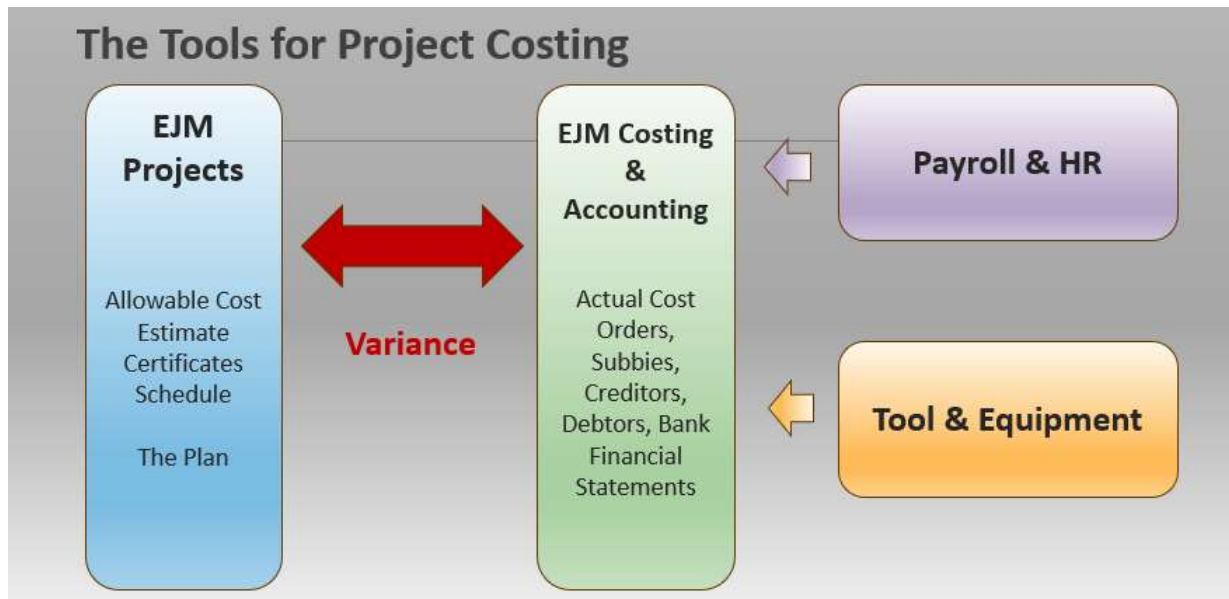 The Tools for Project Costing
EJM
Projects
Allowable Cost
Estimate
Certificates
Schedule
The Plan
Variance
EJM Costing
&
Accounting
Actual Cost
Orders,
Subbies,
Creditors,
Debtors, Bank
Financial
Statements
Payroll & HR
Tool & Equipment